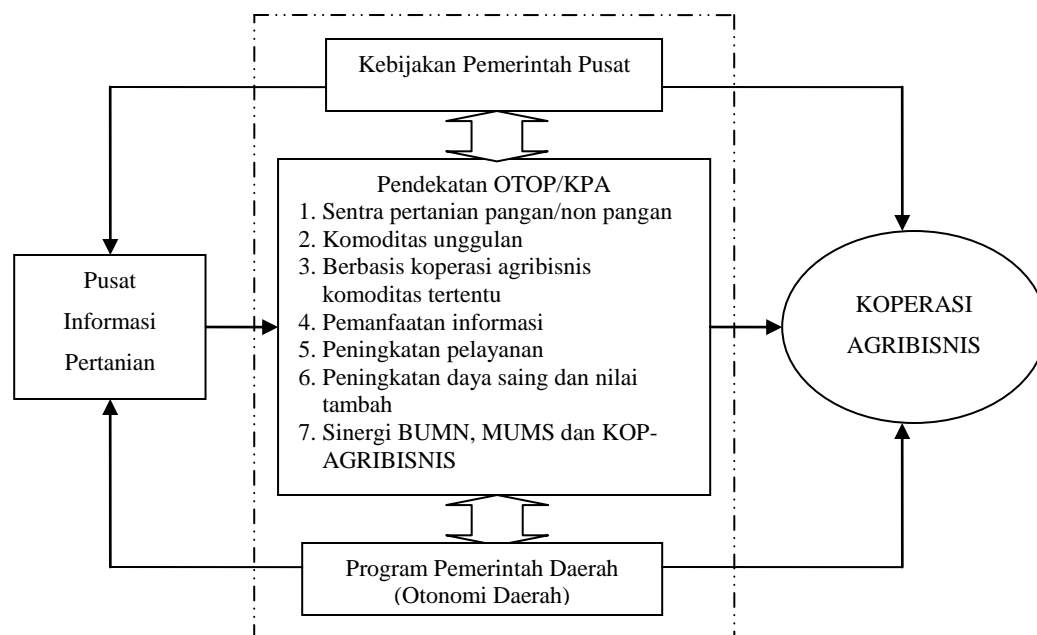 Kebijakan Pemerintah Pusat
Pendekatan OTOP/KPA
1. Sentra pertanian pangan/non pangan
2. Komoditas unggulan
3. Berbasis koperasi agribisnis
komoditas tertentu
4. Pemanfaatan informasi
5. Peningkatan pelayanan
6. Peningkatan daya saing dan nilai
tambah
7. Sinergi BUMN, MUMS dan KOP-
AGRIBISNIS
Pusat
Informasi
Pertanian
KOPERASI
AGRIBISNIS
Program Pemerintah Daerah
(Otonomi Daerah)